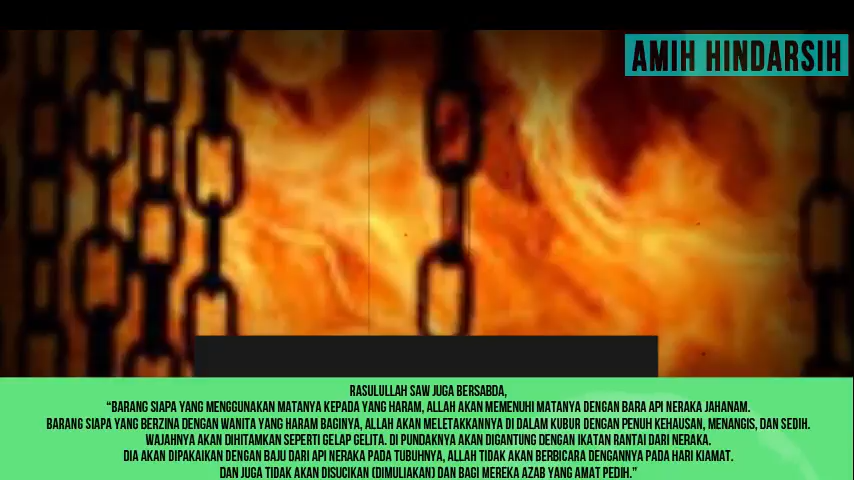 AMIH HINDARSIH
RASULULLAH SAW JUGA BERSABDA,
“BARANG SIAPA YANG MENGGUNAKAN MATANYA KEPADA YANG HARAM, ALLAH AKAN MEMENUHI MATANYA DENGAN BARA API NERAKA JAHANAM.
BARANG SIAPA YANG BERZINA DENGAN WANITA YANG HARAM BAGINYA, ALLAH AKAN MELETAKKANNYA DI DALAM KUBUR DENGAN PENUH KEHAUSAN, MENANGIS, DAN SEDIH.
WAJAHNYA AKAN DIHITAMKAN SEPERTI GELAP GELITA. DI PUNDAKNYA AKAN DIGANTUNG DENGAN IKATAN RANTAI DARI NERAKA.
DIA AKAN DIPAKAIKAN DENGAN BAJU DARI API NERAKA PADA TUBUHNYA, ALLAH TIDAK AKAN BERBICARA DENGANNYA PADA HARI KIAMAT.
DAN JUGA TIDAK AKAN DISUCIKAN (DIMULIAKAN) DAN BAGI MEREKA AZAB YANG AMAT PEDIH.”